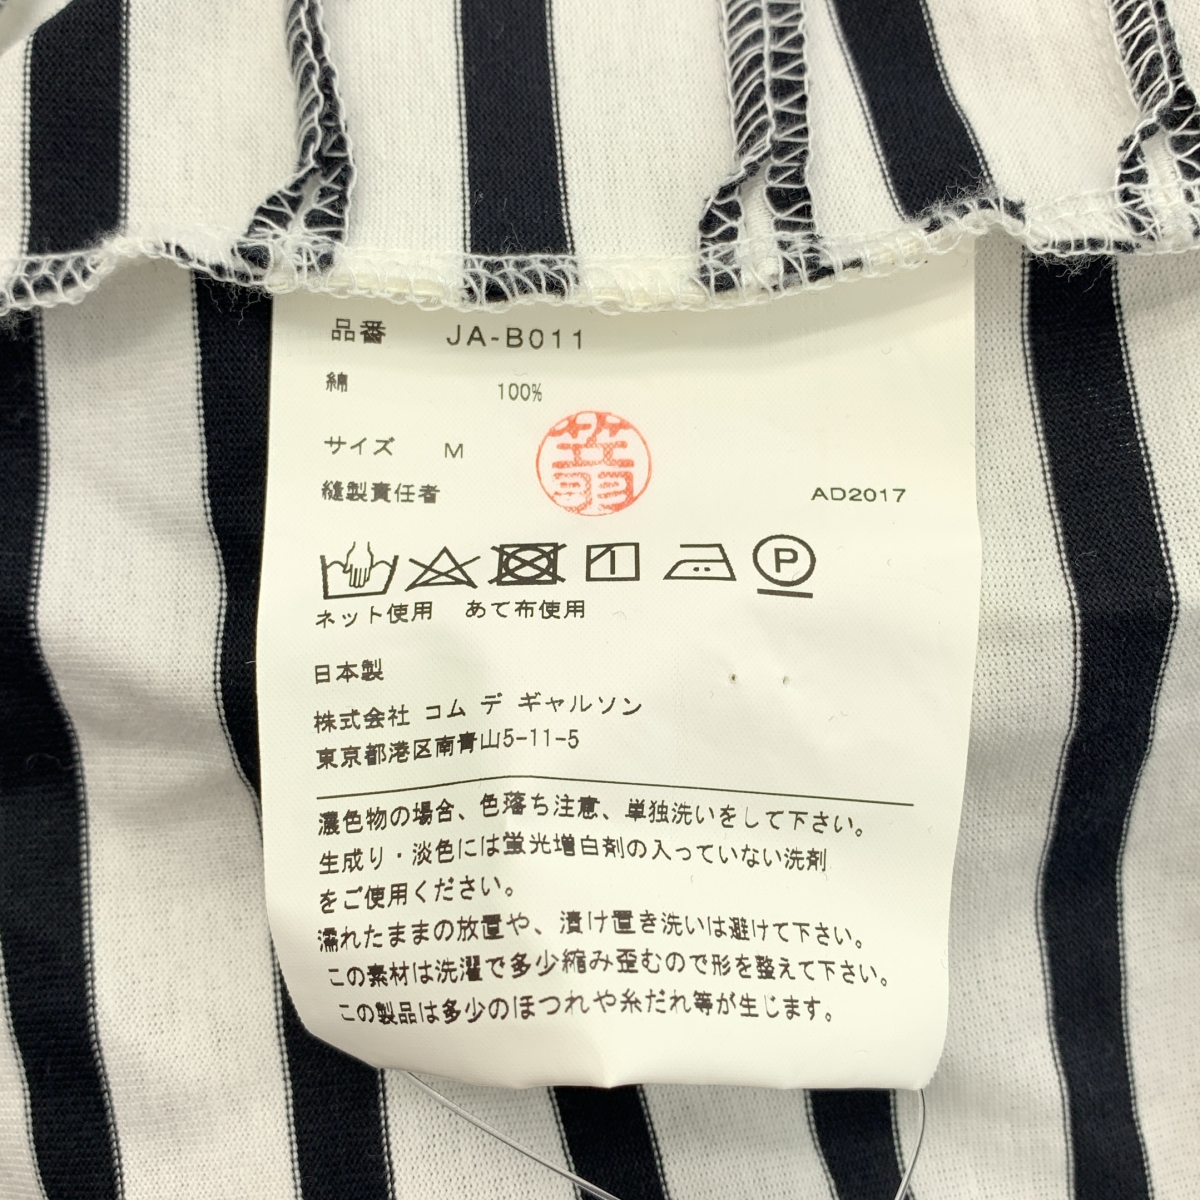 品番 JA-B011
綿 100%
サイズ M
縫製責任者 AD2017
1 P
ネット使用 あて布使用
日本製
株式会社 コム デ ギャルソン
東京都港区南青山5-11-5
濃色物の場合、色落ち注意、単独洗いをして下さい。
生成り・淡色には蛍光増白剤の入っていない洗剤
をご使用ください。
濡れたままの放置や、漬け置き洗いは避けて下さい。
この素材は洗濯で多少縮み歪むので形を整えて下さい。
この製品は多少のほつれや糸だれ等が生じます。